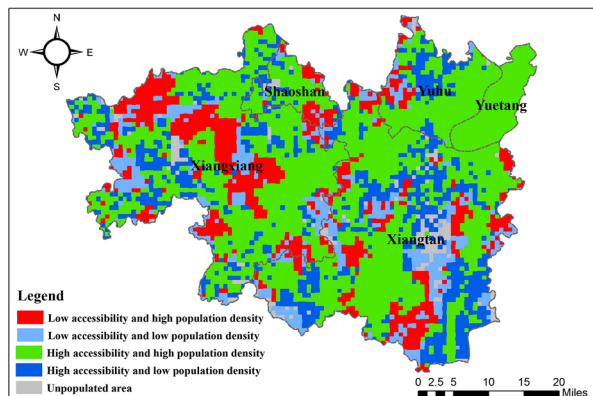 N
W E
S
Shaoshan
Yuhu
Yuetang
Xiangxiang
Xiangtan
Legend
Low accessibility and high population density
Low accessibility and low population density
High accessibility and high population density
High accessibility and low population density
Unpopulated area
0 2.5 5 10 15 20
Miles